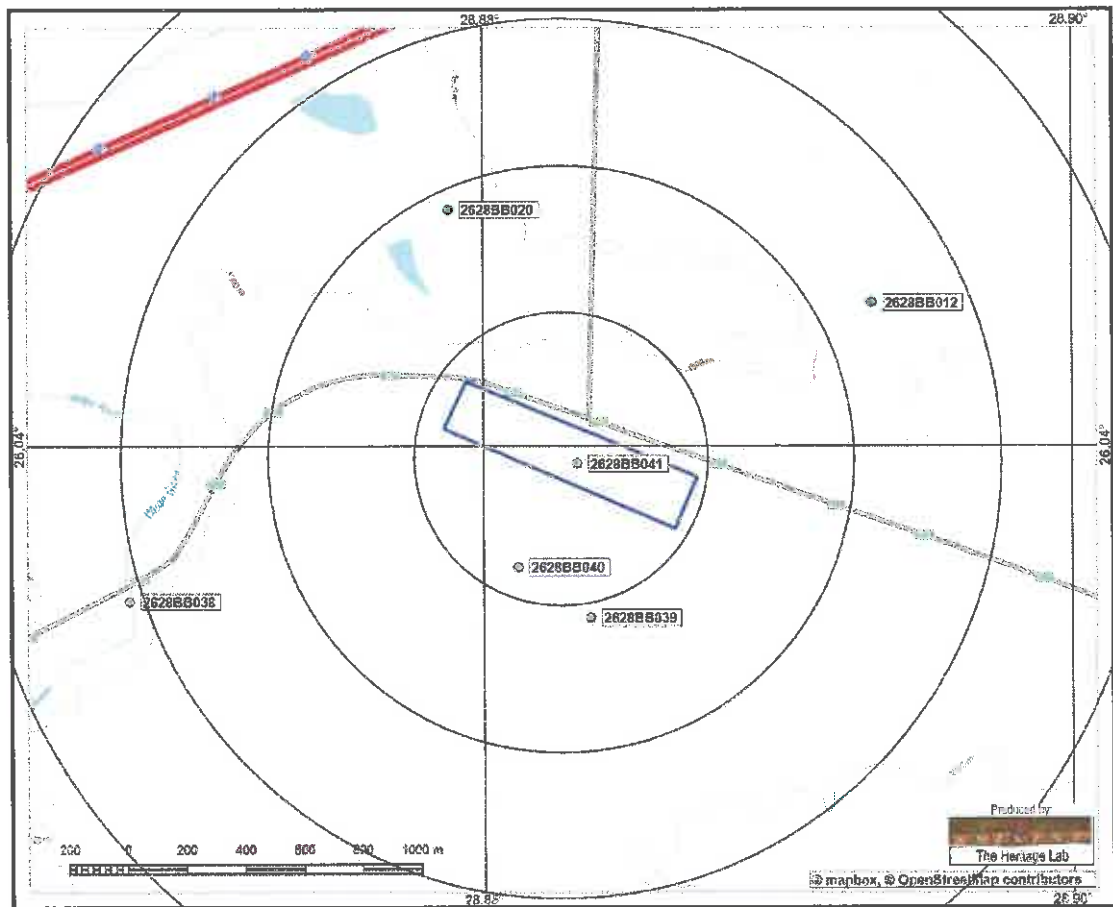 28.88°
28.90°
2628BB020
2628BB012
26.04°
26.04°
2628BB041
2628BB040
2628BB038
2628BB039
200 0 200 400 600 800 1000 m
Produced by:
The Heritage Lab
© mapbox, © OpenStreetMap contributors
28.88°
28.90°